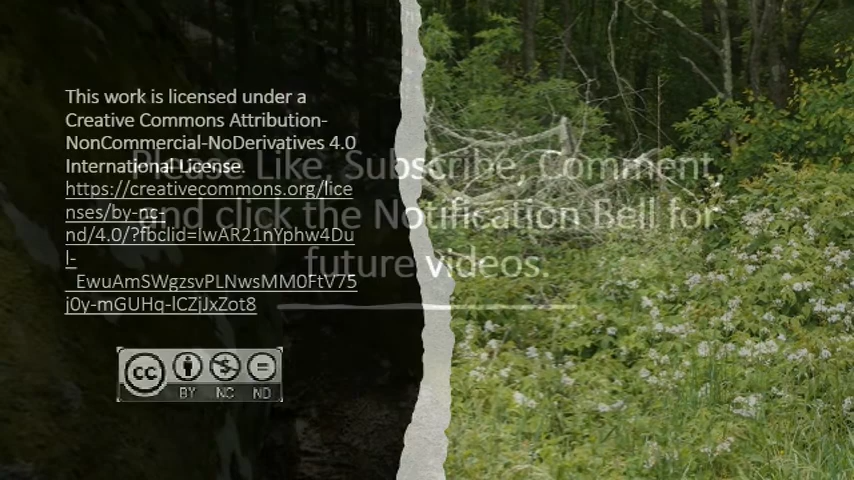 This work is licensed under a
Creative Commons Attribution-
NonCommercial-NoDerivatives 4.0
International License.
https://creativecommons.org/lice
nses/by-nc-
nd/4.0/?fbclid=IwAR21nYphw4Du
l-
_EwuAmSWgzsvPLNwsMM0FtV75
j0y-mGUHq-lCZjJxZot8
cc
BY NC ND
Please Like, Subscribe, Comment
and click the Notification Bell for
future videos.